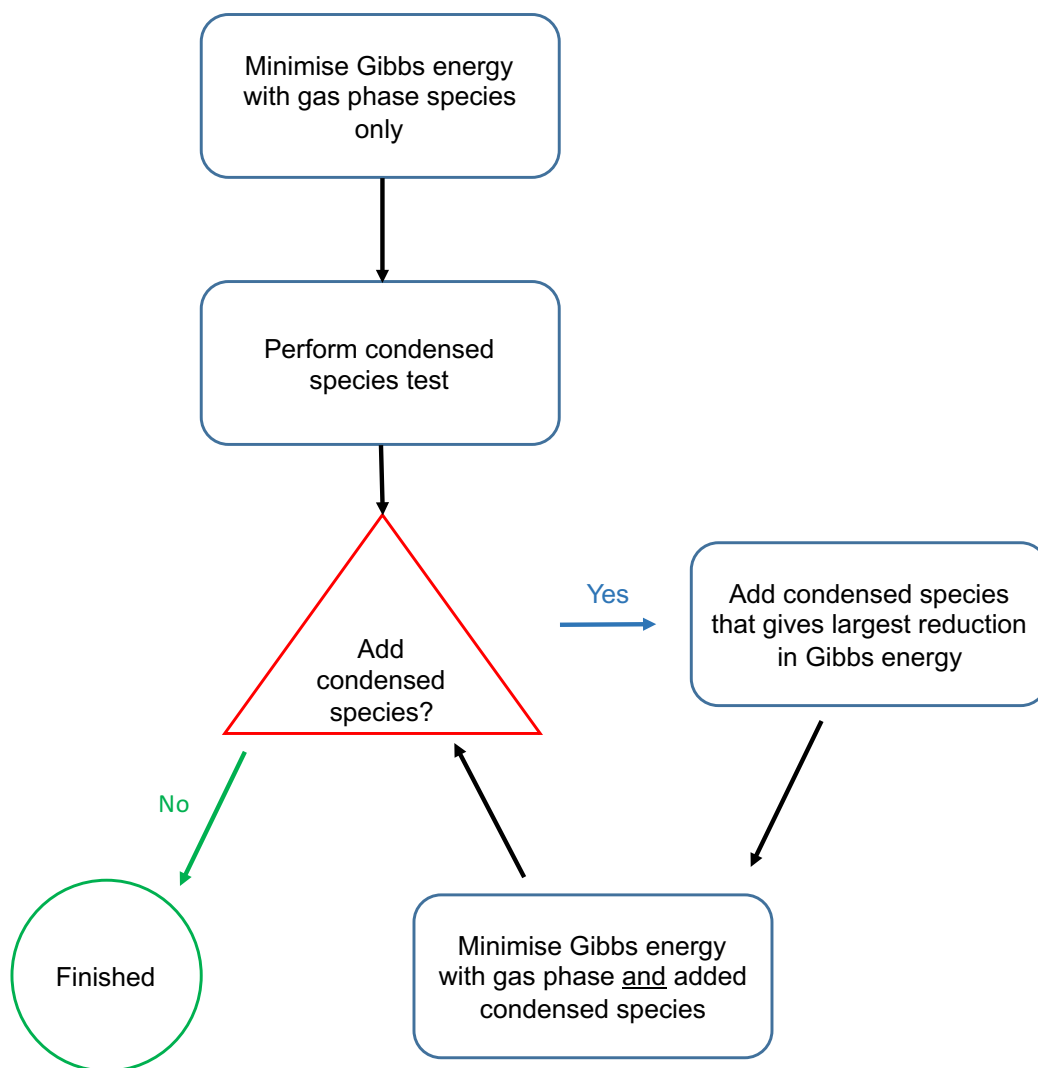 Minimise Gibbs energy
with gas phase species
only
Perform condensed
species test
Add
condensed
species?
Yes
Add condensed species
that gives largest reduction
in Gibbs energy
No
Finished
Minimise Gibbs energy
with gas phase and added
condensed species